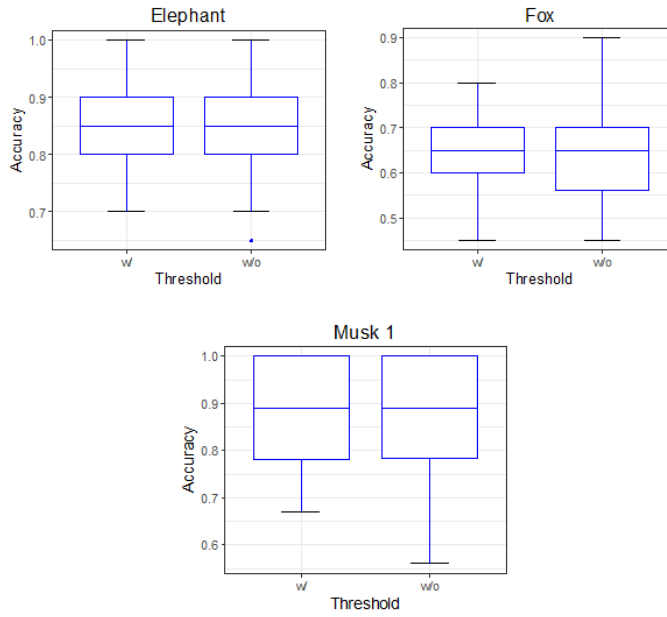 Elephant
1.0
0.9
0.8
0.7
Accuracy
w/
w/o
Threshold
Fox
0.9
0.8
0.7
0.6
0.5
Accuracy
w/
w/o
Threshold
Musk 1
1.0
0.9
0.8
0.7
0.6
Accuracy
w/
w/o
Threshold